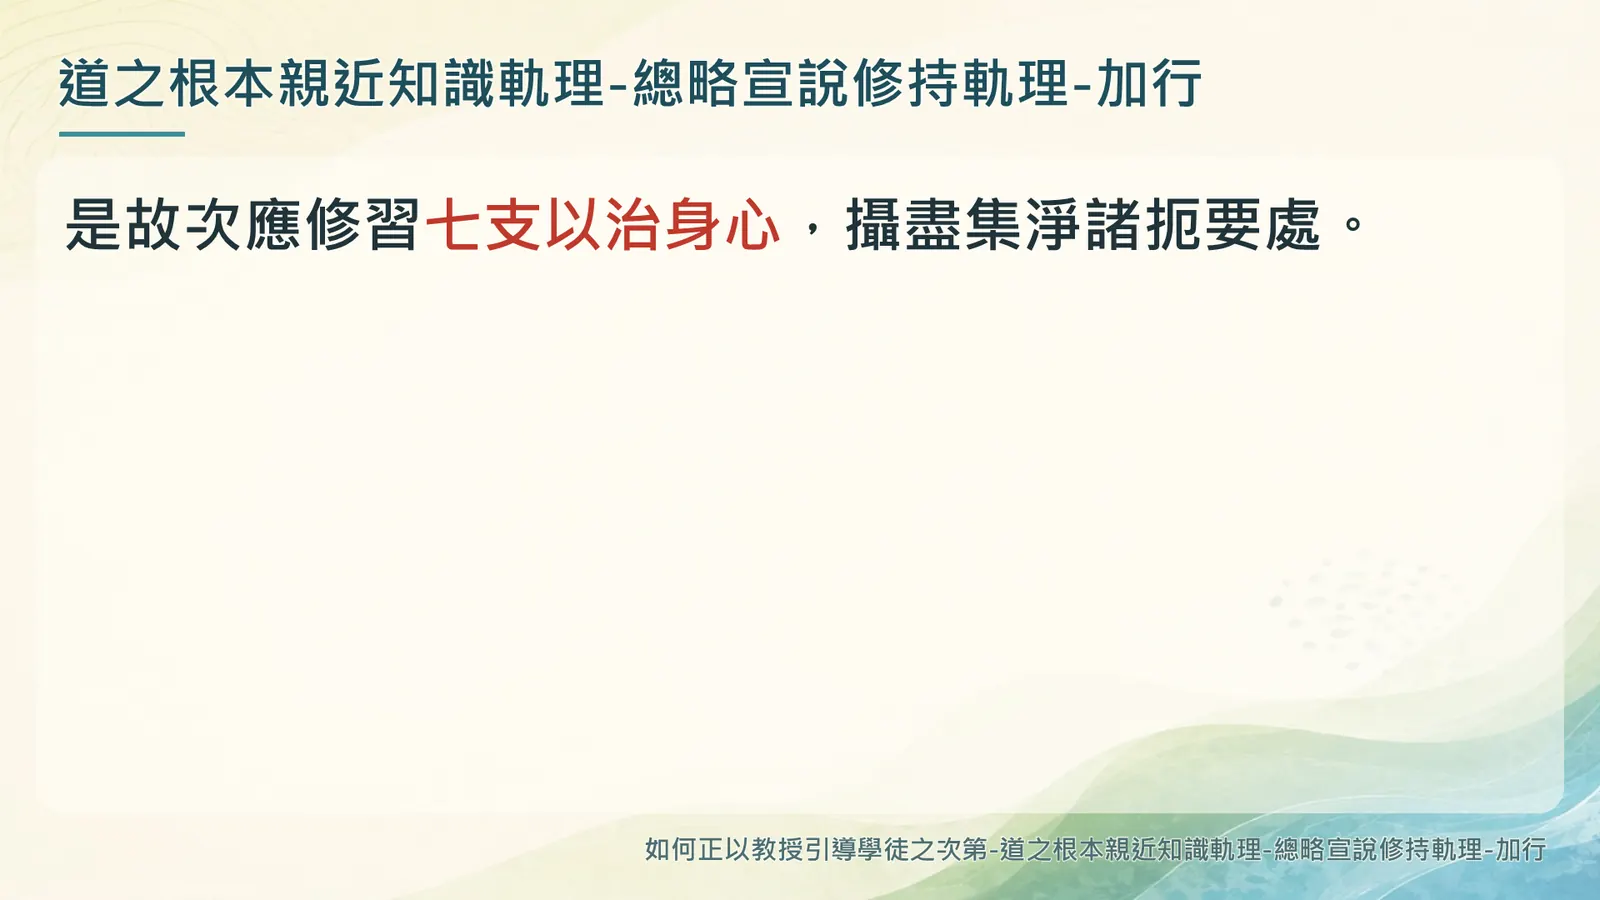 道之根本親近知識軌理-總略宣說修持軌理-加行
是故次應修習七支以治身心，攝盡集淨諸扼要處。
如何正以教授引導學徒之次第-道之根本親近知識軌理-總略宣說修持軌理-加行